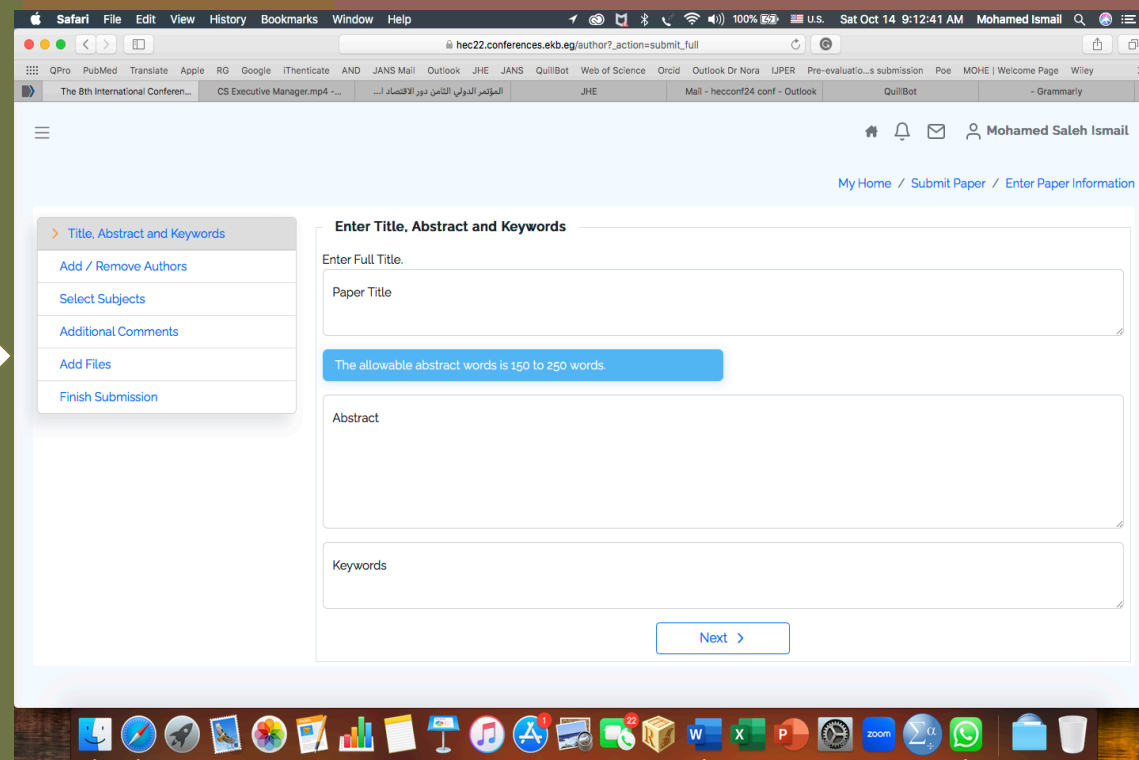 Safari File Edit View History Bookmarks Window Help 100% U.S. Sat Oct 14 9:12:41 AM Mohamed Ismail
hec22.conferences.ekb.eg/author?_action=submit_full
QPro PubMed Translate Apple RG Google iThenticate AND JANS Mail Outlook JHE JANS QuillBot Web of Science Orcid Outlook Dr Nora IJPER Pre-evaluatio...s submission Poe MOHE | Welcome Page Wiley
The 8th International Conferen... CS Executive Manager.mp4 -... المؤتمر الدولي الثامن دور الاقتصاد ا... JHE Mail - hecconf24 conf - Outlook QuillBot - Grammarly
Mohamed Saleh Ismail
My Home / Submit Paper / Enter Paper Information
Title, Abstract and Keywords
Add / Remove Authors
Select Subjects
Additional Comments
Add Files
Finish Submission
Enter Title, Abstract and Keywords
Enter Full Title.
Paper Title
The allowable abstract words is 150 to 250 words.
Abstract
Keywords
Next >
1 22 W X P zoom